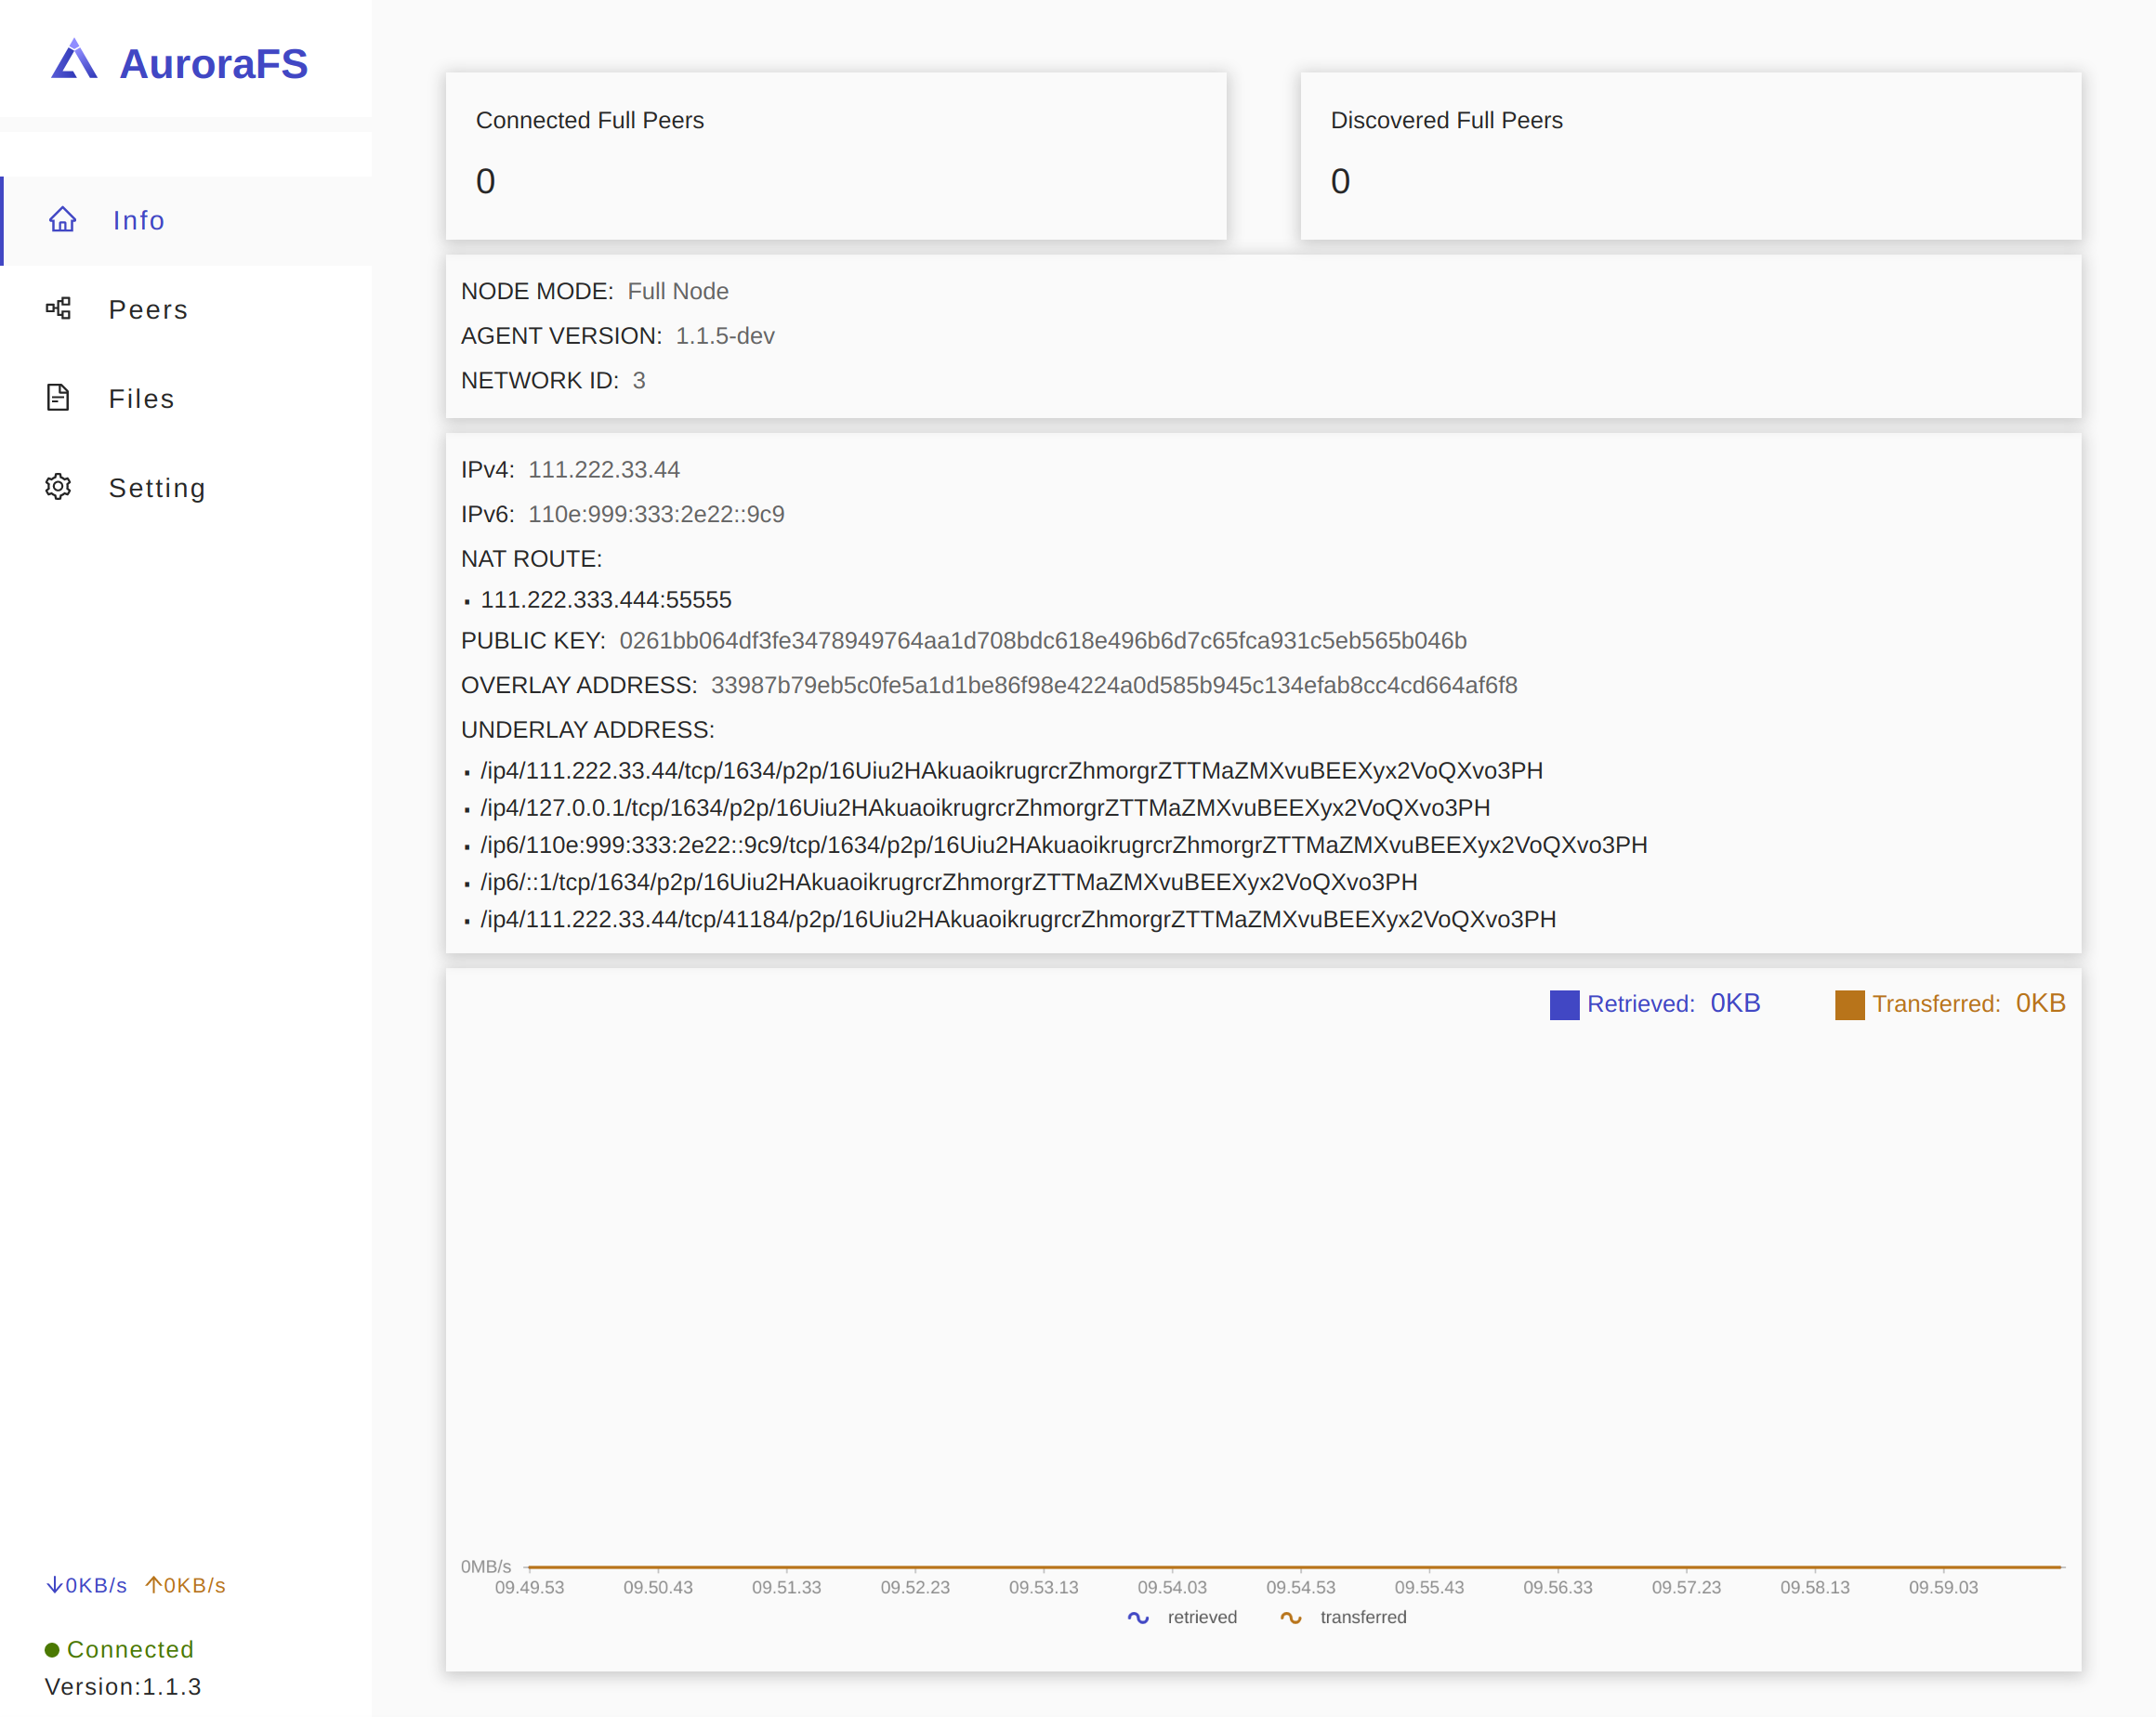 AuroraFS
Info
Peers
Files
Setting
0KB/s 0KB/s
Connected
Version:1.1.3
Connected Full Peers
0
Discovered Full Peers
0
NODE MODE: Full Node
AGENT VERSION: 1.1.5-dev
NETWORK ID: 3
IPv4: 111.222.33.44
IPv6: 110e:999:333:2e22::9c9
NAT ROUTE:
111.222.333.444:55555
PUBLIC KEY: 0261bb064df3fe3478949764aa1d708bdc618e496b6d7c65fca931c5eb565b046b
OVERLAY ADDRESS: 33987b79eb5c0fe5a1d1be86f98e4224a0d585b945c134efab8cc4cd664af6f8
UNDERLAY ADDRESS:
/ip4/111.222.33.44/tcp/1634/p2p/16Uiu2HAkuaoikrugrcrZhmorgrZTTMaZMXvuBEEXyx2VoQXvo3PH
/ip4/127.0.0.1/tcp/1634/p2p/16Uiu2HAkuaoikrugrcrZhmorgrZTTMaZMXvuBEEXyx2VoQXvo3PH
/ip6/110e:999:333:2e22::9c9/tcp/1634/p2p/16Uiu2HAkuaoikrugrcrZhmorgrZTTMaZMXvuBEEXyx2VoQXvo3PH
/ip6/::1/tcp/1634/p2p/16Uiu2HAkuaoikrugrcrZhmorgrZTTMaZMXvuBEEXyx2VoQXvo3PH
/ip4/111.222.33.44/tcp/41184/p2p/16Uiu2HAkuaoikrugrcrZhmorgrZTTMaZMXvuBEEXyx2VoQXvo3PH
Retrieved: 0KB Transferred: 0KB
0MB/s
09.49.53 09.50.43 09.51.33 09.52.23 09.53.13 09.54.03 09.54.53 09.55.43 09.56.33 09.57.23 09.58.13 09.59.03
retrieved transferred